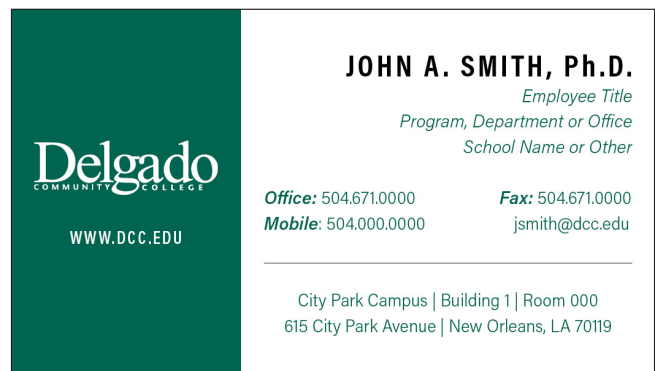 Delgado
COMMUNITY COLLEGE
WWW.DCC.EDU
JOHN A. SMITH, Ph.D.
Employee Title
Program, Department or Office
School Name or Other
Office: 504.671.0000 Fax: 504.671.0000
Mobile: 504.000.0000 jsmith@dcc.edu
City Park Campus | Building 1 | Room 000
615 City Park Avenue | New Orleans, LA 70119